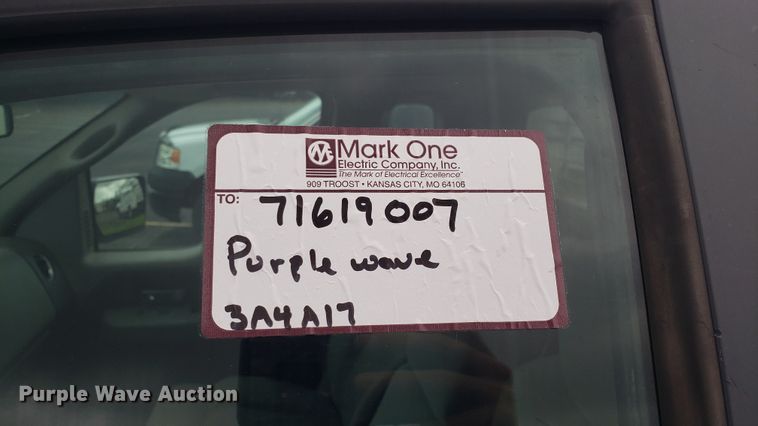 Mark One
Electric Company, Inc.
The Mark of Electrical Excellence™
909 TROOST • KANSAS CITY, MO 64106
TO: 71619007
Purple wave
3A4A17
Purple Wave Auction